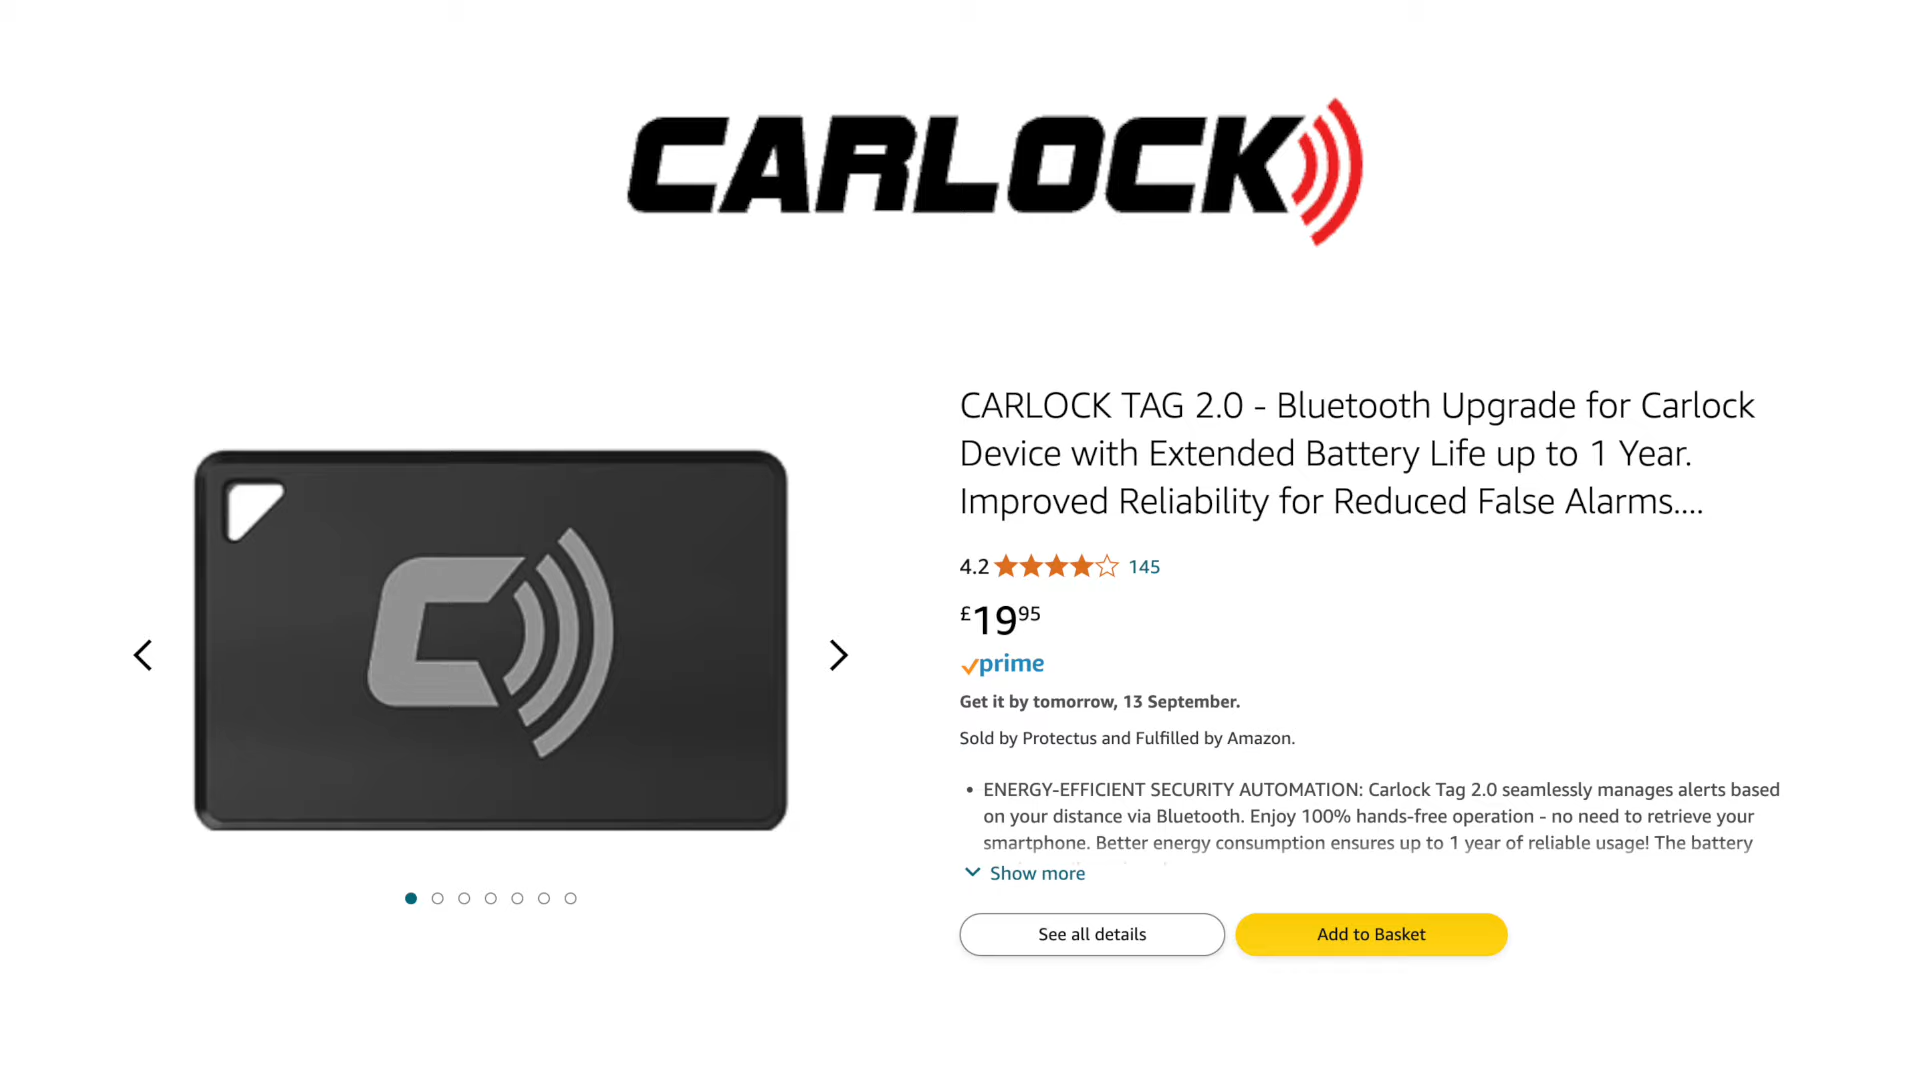 CARLOCK
CARLOCK TAG 2.0 - Bluetooth Upgrade for Carlock
Device with Extended Battery Life up to 1 Year.
Improved Reliability for Reduced False Alarms....
4.2 145
£1995
prime
Get it by tomorrow, 13 September.
Sold by Protectus and Fulfilled by Amazon.
• ENERGY-EFFICIENT SECURITY AUTOMATION: Carlock Tag 2.0 seamlessly manages alerts based
on your distance via Bluetooth. Enjoy 100% hands-free operation - no need to retrieve your
smartphone. Better energy consumption ensures up to 1 year of reliable usage! The battery
Show more
See all details
Add to Basket